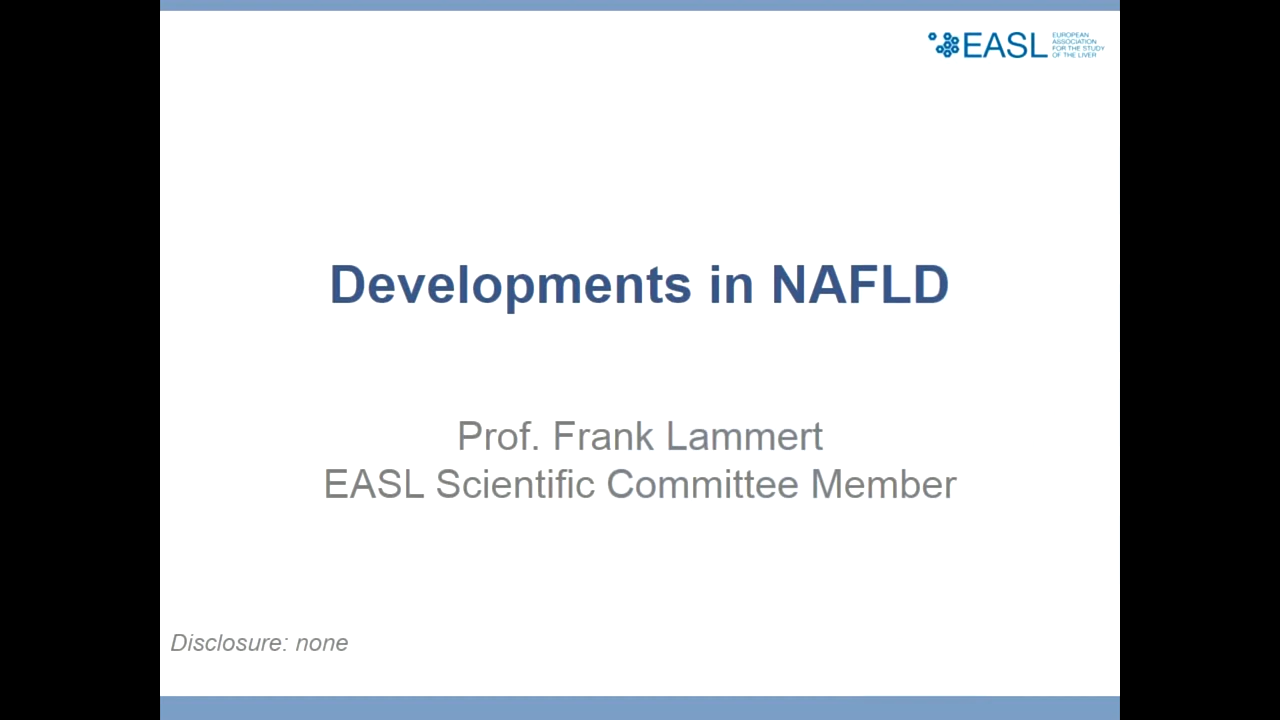 EASL
EUROPEAN
ASSOCIATION
FOR THE STUDY
OF THE LIVER
Developments in NAFLD
Prof. Frank Lammert
EASL Scientific Committee Member
Disclosure: none